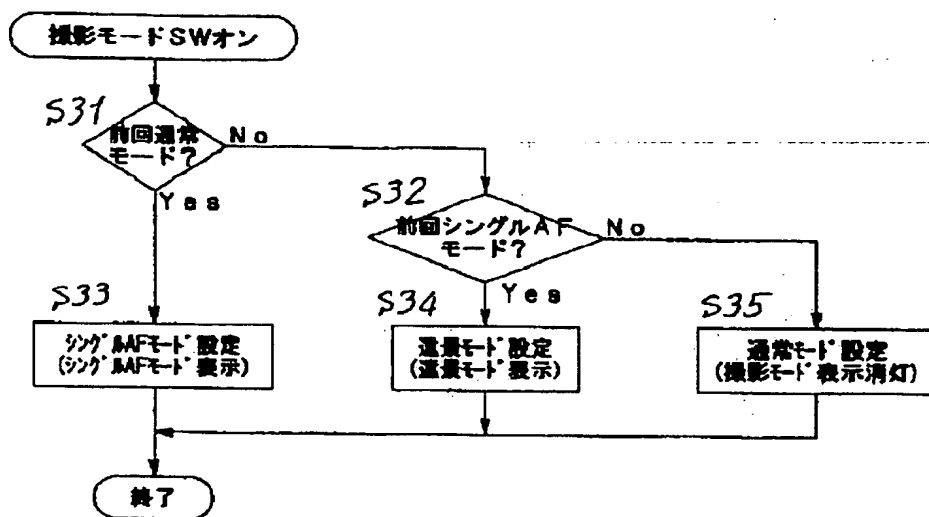 撮影モードSWオン
S31
前回通常
モード?
No
Yes
S32
前回シングルAF
モード?
No
Yes
S33
シングルAFモード設定
(シングルAFモード表示)
S34
遠景モード設定
(遠景モード表示)
S35
通常モード設定
(撮影モード表示消灯)
終了